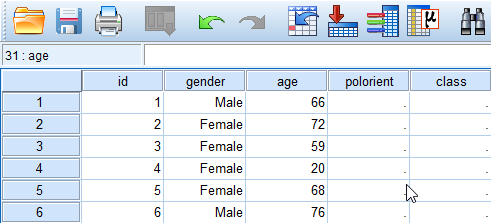 μ
31 : age
id gender age polorient class
1 1 Male 66 . .
2 2 Female 72 . .
3 3 Female 59 . .
4 4 Female 20 . .
5 5 Female 68 . .
6 6 Male 76 . .